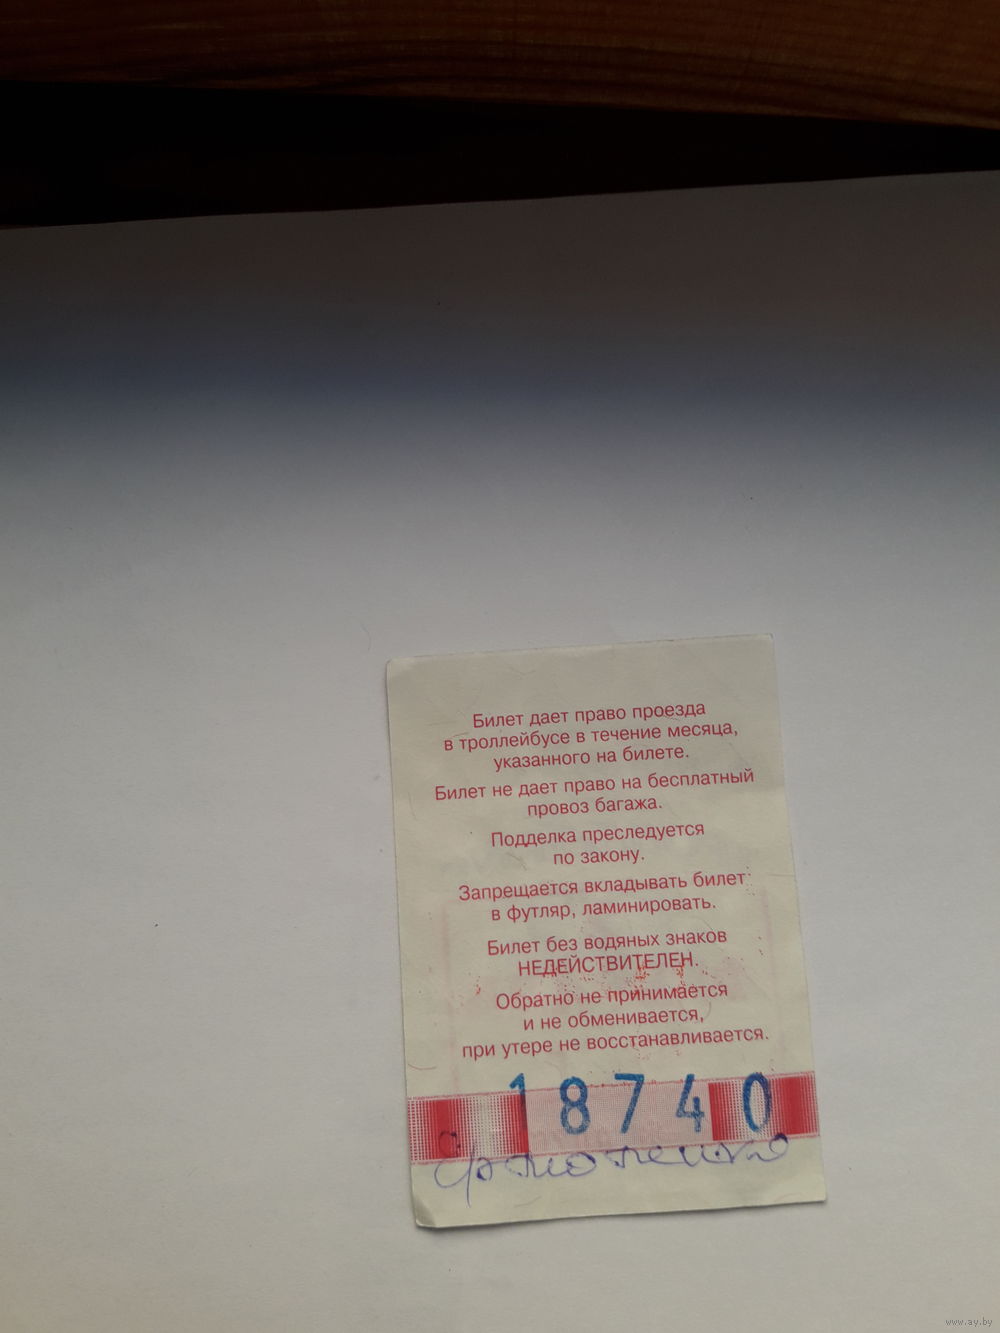 Билет дает право проезда
в троллейбусе в течение месяца,
указанного на билете.
Билет не дает право на бесплатный
провоз багажа.
Подделка преследуется
по закону.
Запрещается вкладывать билет
в футляр, ламинировать.
Билет без водяных знаков
НЕДЕЙСТВИТЕЛЕН.
Обратно не принимается
и не обменивается,
при утере не восстанавливается.
18740
www.ay.by